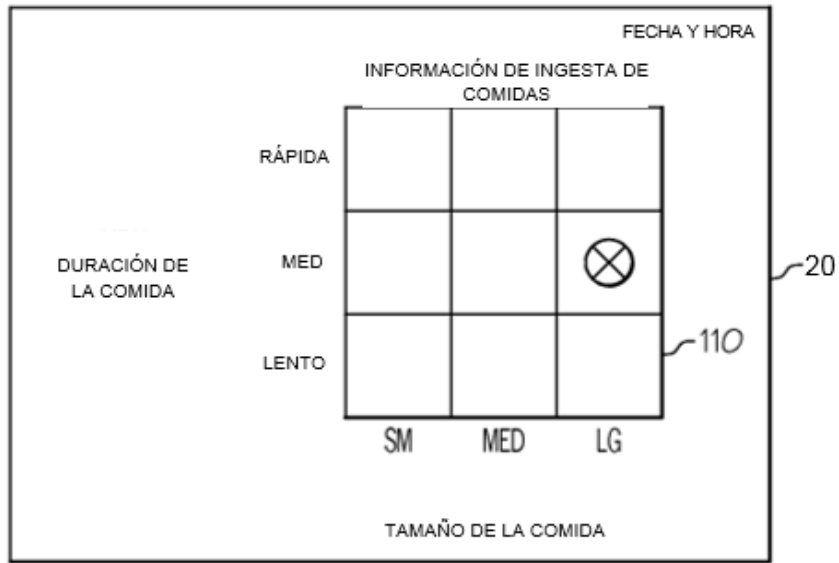 FECHA Y HORA
INFORMACIÓN DE INGESTA DE
COMIDAS
RÁPIDA
DURACIÓN DE
LA COMIDA
MED
20
110
LENTO
SM MED LG
TAMAÑO DE LA COMIDA